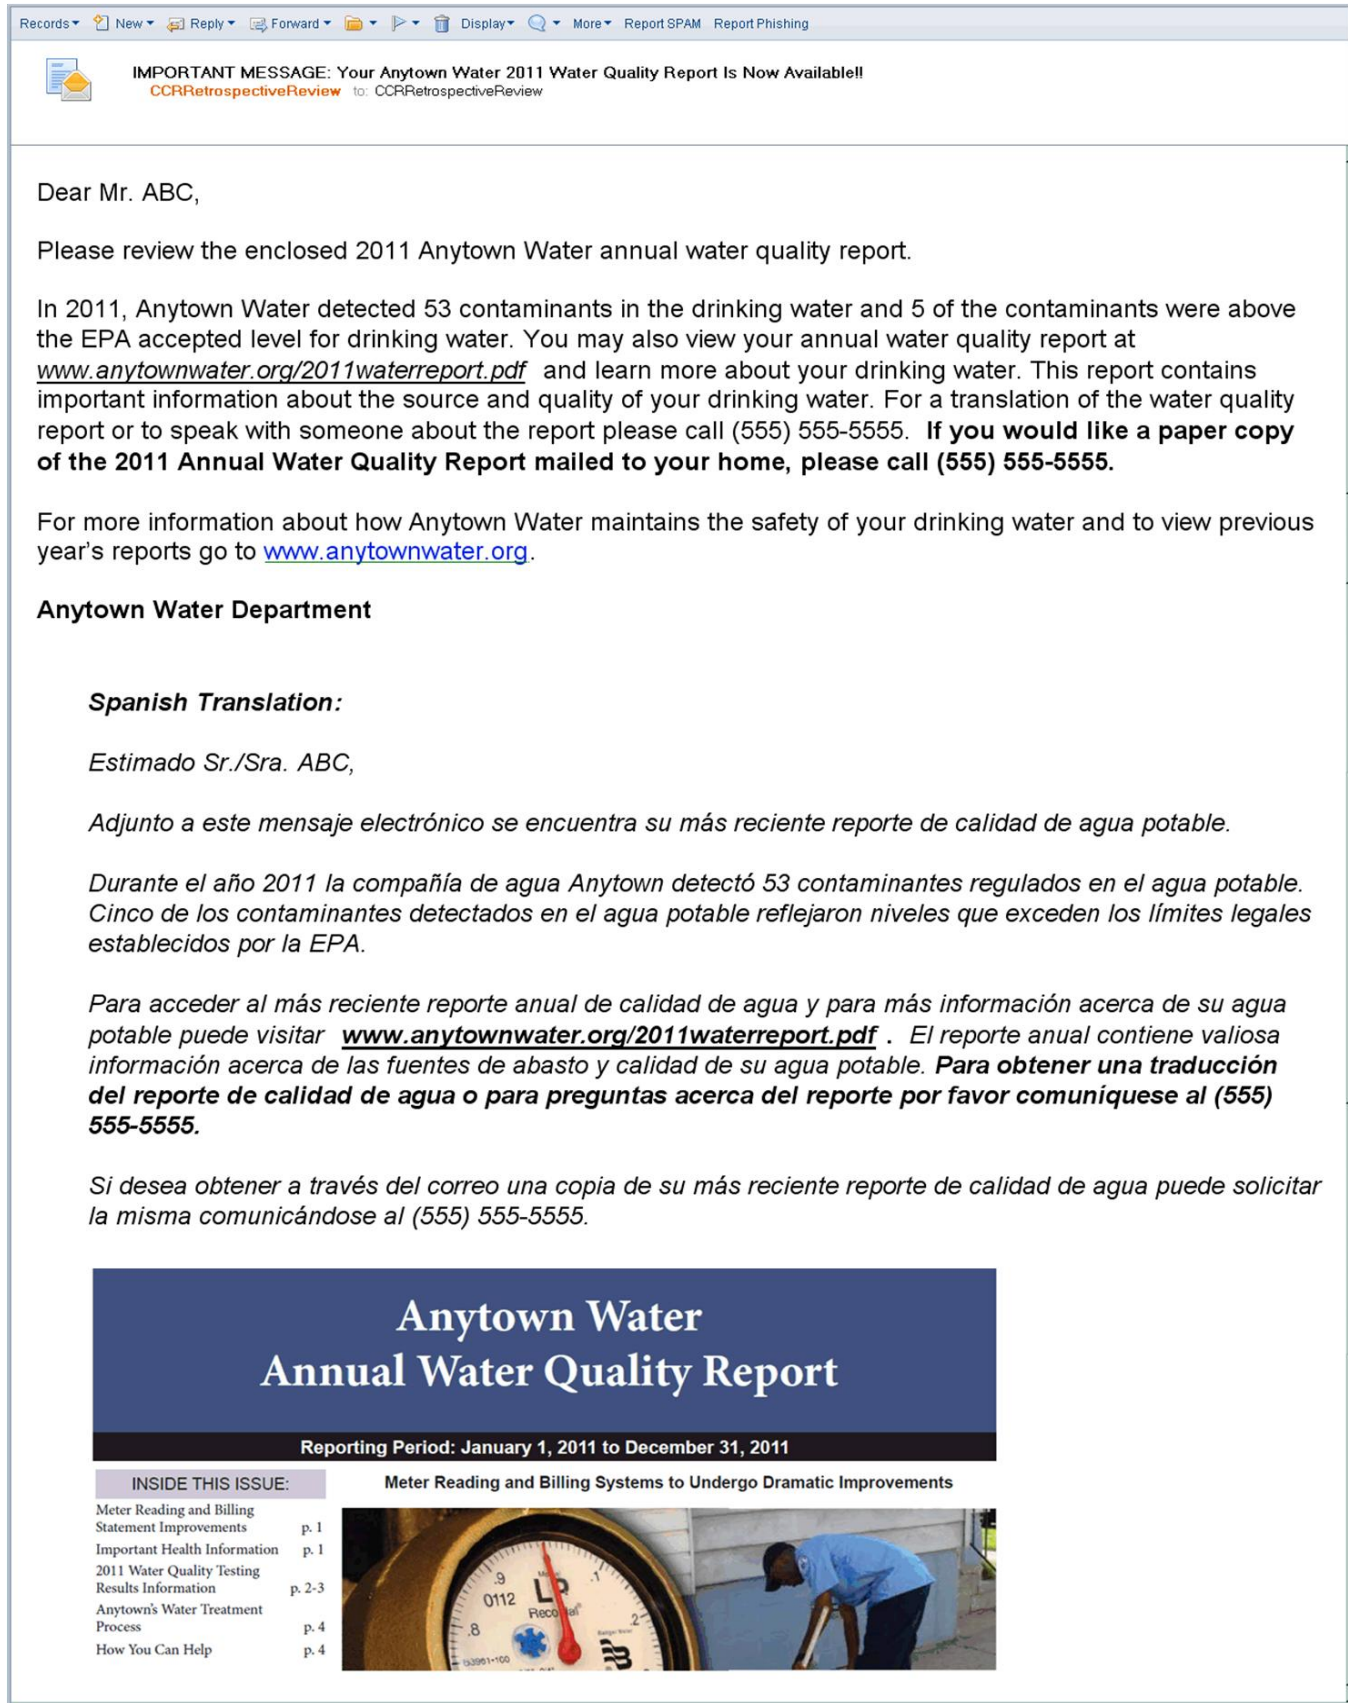 Records New Reply Forward Display More Report SPAM Report Phishing
IMPORTANT MESSAGE: Your Anytown Water 2011 Water Quality Report Is Now Available!!
CCRRetrospectiveReview to: CCRRetrospectiveReview
Dear Mr. ABC,
Please review the enclosed 2011 Anytown Water annual water quality report.
In 2011, Anytown Water detected 53 contaminants in the drinking water and 5 of the contaminants were above
the EPA accepted level for drinking water. You may also view your annual water quality report at
www.anytownwater.org/2011waterreport.pdf and learn more about your drinking water. This report contains
important information about the source and quality of your drinking water. For a translation of the water quality
report or to speak with someone about the report please call (555) 555-5555. If you would like a paper copy
of the 2011 Annual Water Quality Report mailed to your home, please call (555) 555-5555.
For more information about how Anytown Water maintains the safety of your drinking water and to view previous
year's reports go to www.anytownwater.org.
Anytown Water Department
Spanish Translation:
Estimado Sr./Sra. ABC,
Adjunto a este mensaje electrónico se encuentra su más reciente reporte de calidad de agua potable.
Durante el año 2011 la compañía de agua Anytown detectó 53 contaminantes regulados en el agua potable.
Cinco de los contaminantes detectados en el agua potable reflejaron niveles que exceden los límites legales
establecidos por la EPA.
Para acceder al más reciente reporte anual de calidad de agua y para más información acerca de su agua
potable puede visitar www.anytownwater.org/2011waterreport.pdf . El reporte anual contiene valiosa
información acerca de las fuentes de abasto y calidad de su agua potable. Para obtener una traducción
del reporte de calidad de agua o para preguntas acerca del reporte por favor comuníquese al (555)
555-5555.
Si desea obtener a través del correo una copia de su más reciente reporte de calidad de agua puede solicitar
la misma comunicándose al (555) 555-5555.
Anytown Water
Annual Water Quality Report
Reporting Period: January 1, 2011 to December 31, 2011
INSIDE THIS ISSUE:
Meter Reading and Billing
Statement Improvements p. 1
Important Health Information p. 1
2011 Water Quality Testing
Results Information p. 2-3
Anytown's Water Treatment
Process p. 4
How You Can Help p. 4
Meter Reading and Billing Systems to Undergo Dramatic Improvements
.9
.1
0112
LP
.8
.2